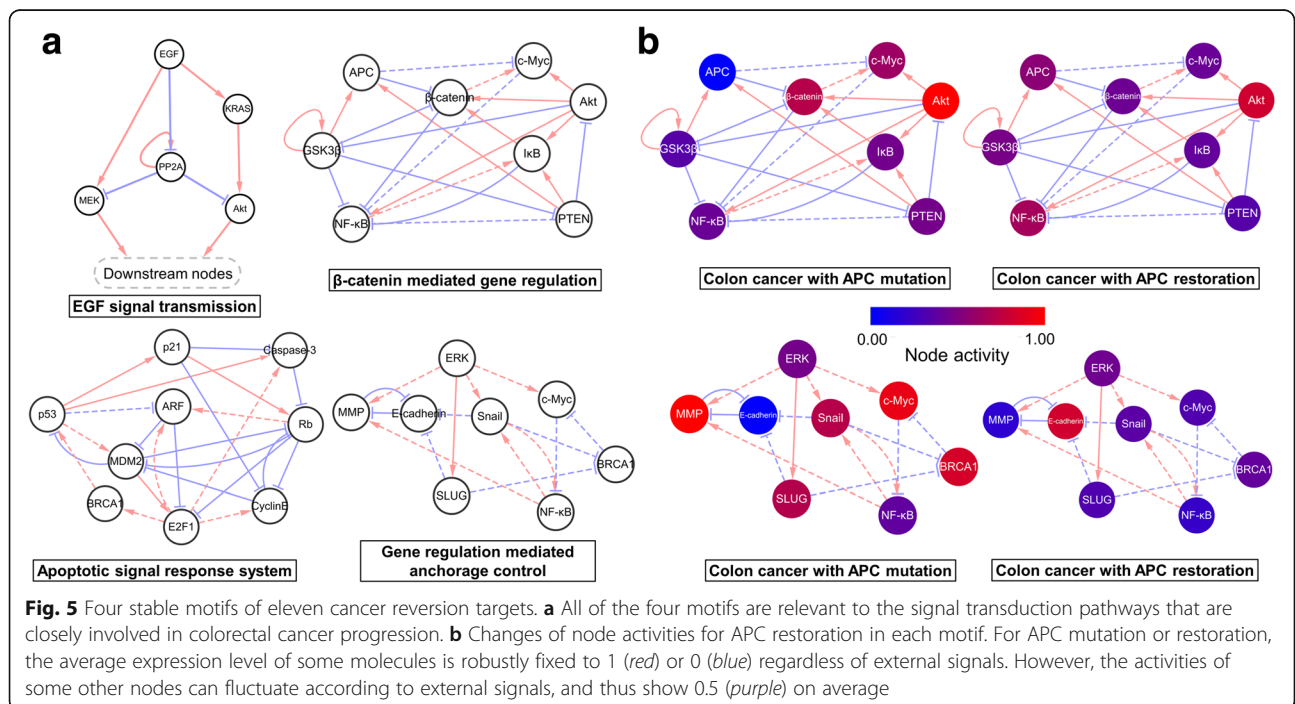 a
EGF
KRAS
PP2A
MEK
Akt
Downstream nodes
EGF signal transmission
APC
c-Myc
β-catenin
Akt
GSK3β
IκB
NF-κB
PTEN
β-catenin mediated gene regulation
p21
Caspase-3
p53
ARF
Rb
MDM2
BRCA1
E2F1
CyclinE
Apoptotic signal response system
ERK
MMP
E-cadherin
Snail
c-Myc
BRCA1
SLUG
NF-κB
Gene regulation mediated
anchorage control
b
APC
c-Myc
β-catenin
Akt
GSK3β
IκB
NF-κB
PTEN
Colon cancer with APC mutation
APC
c-Myc
β-catenin
Akt
GSK3β
IκB
NF-κB
PTEN
Colon cancer with APC restoration
0.00
1.00
Node activity
ERK
MMP
E-cadherin
Snail
c-Myc
BRCA1
SLUG
NF-κB
Colon cancer with APC mutation
ERK
MMP
E-cadherin
Snail
c-Myc
BRCA1
SLUG
NF-κB
Colon cancer with APC restoration
Fig. 5 Four stable motifs of eleven cancer reversion targets. a All of the four motifs are relevant to the signal transduction pathways that are
closely involved in colorectal cancer progression. b Changes of node activities for APC restoration in each motif. For APC mutation or restoration,
the average expression level of some molecules is robustly fixed to 1 (red) or 0 (blue) regardless of external signals. However, the activities of
some other nodes can fluctuate according to external signals, and thus show 0.5 (purple) on average